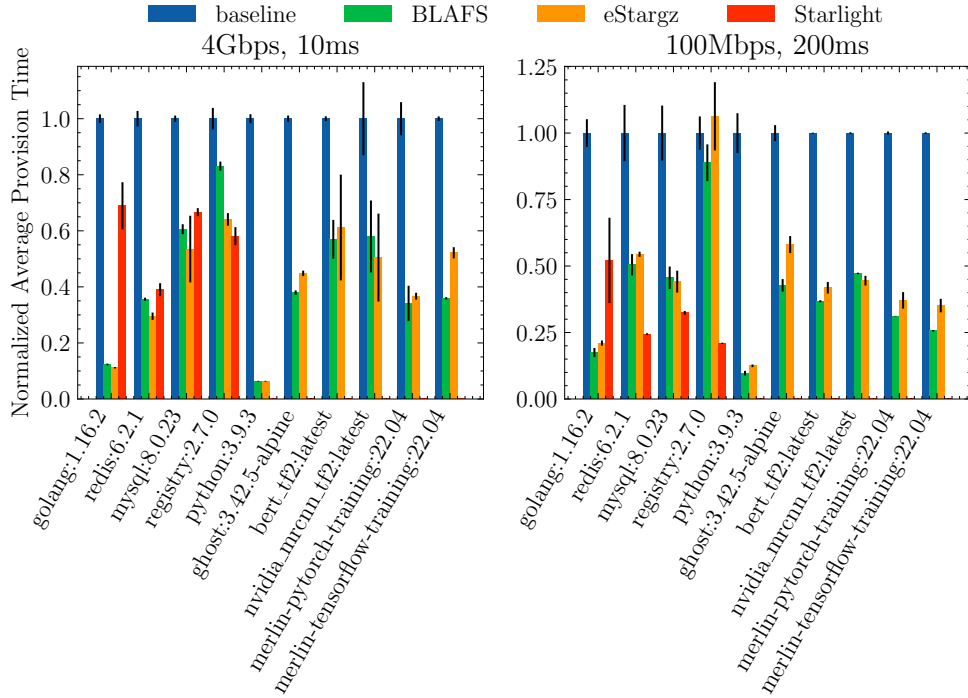 baseline BLAFS eStargz Starlight
4Gbps, 10ms
100Mbps, 200ms
Normalized Average Provision Time
1.0
0.8
0.6
0.4
0.2
0.0
golang:1.16.2
redis:6.2.1
mysql:8.0.23
registry:2.7.0
python:3.9.3
ghost:3.42.5-alpine
bert_tf2:latest
nvidia_mrcnn_tf2:latest
merlin-pytorch-training:22.04
merlin-tensorflow-training:22.04
1.25
1.00
0.75
0.50
0.25
0.00
golang:1.16.2
redis:6.2.1
mysql:8.0.23
registry:2.7.0
python:3.9.3
ghost:3.42.5-alpine
bert_tf2:latest
nvidia_mrcnn_tf2:latest
merlin-pytorch-training:22.04
merlin-tensorflow-training:22.04